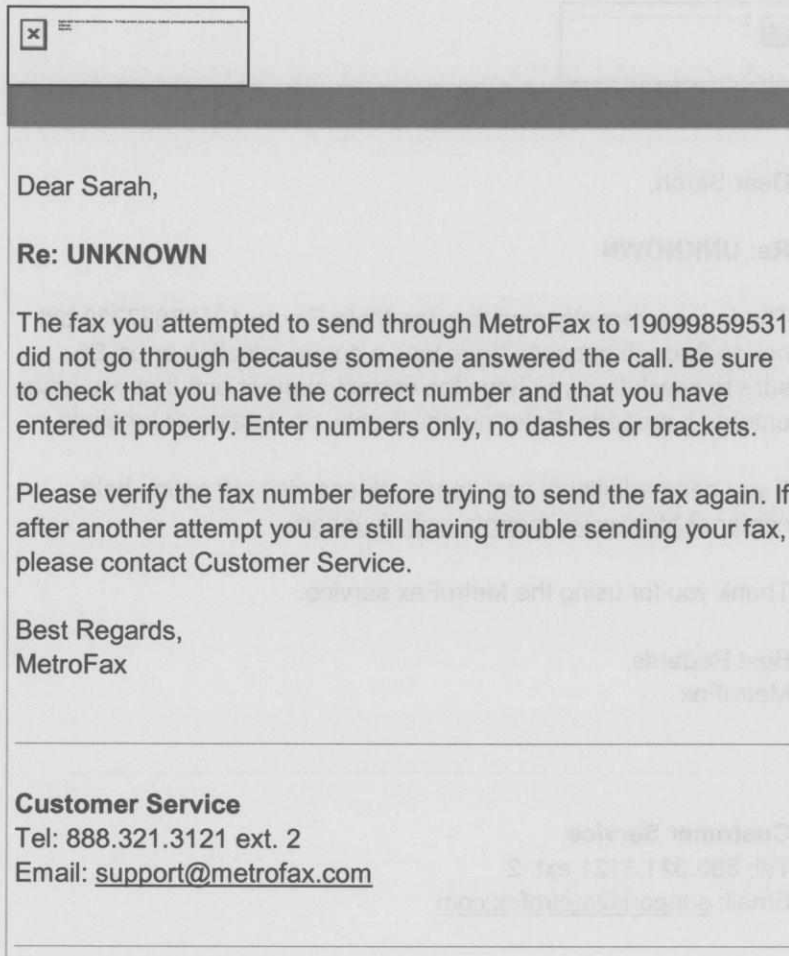 Dear Sarah,
Re: UNKNOWN
The fax you attempted to send through MetroFax to 19099859531
did not go through because someone answered the call. Be sure
to check that you have the correct number and that you have
entered it properly. Enter numbers only, no dashes or brackets.
Please verify the fax number before trying to send the fax again. If
after another attempt you are still having trouble sending your fax,
please contact Customer Service.
Best Regards,
MetroFax
Customer Service
Tel: 888.321.3121 ext. 2
Email: support@metrofax.com